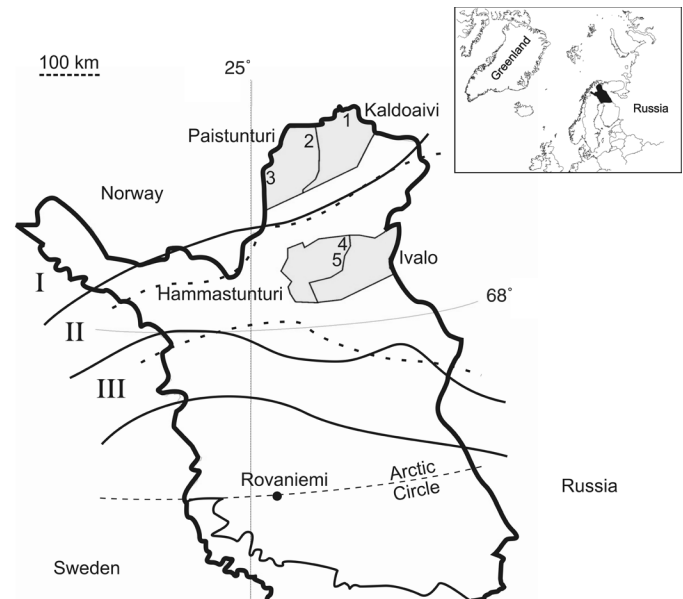 100 km
25°
Greenland
Russia
Kaldoaivi
1
Paistunturi
2
3
Norway
4
5
Ivalo
I
Hammastunturi
68°
II
III
Rovaniemi
Arctic
Circle
Russia
Sweden